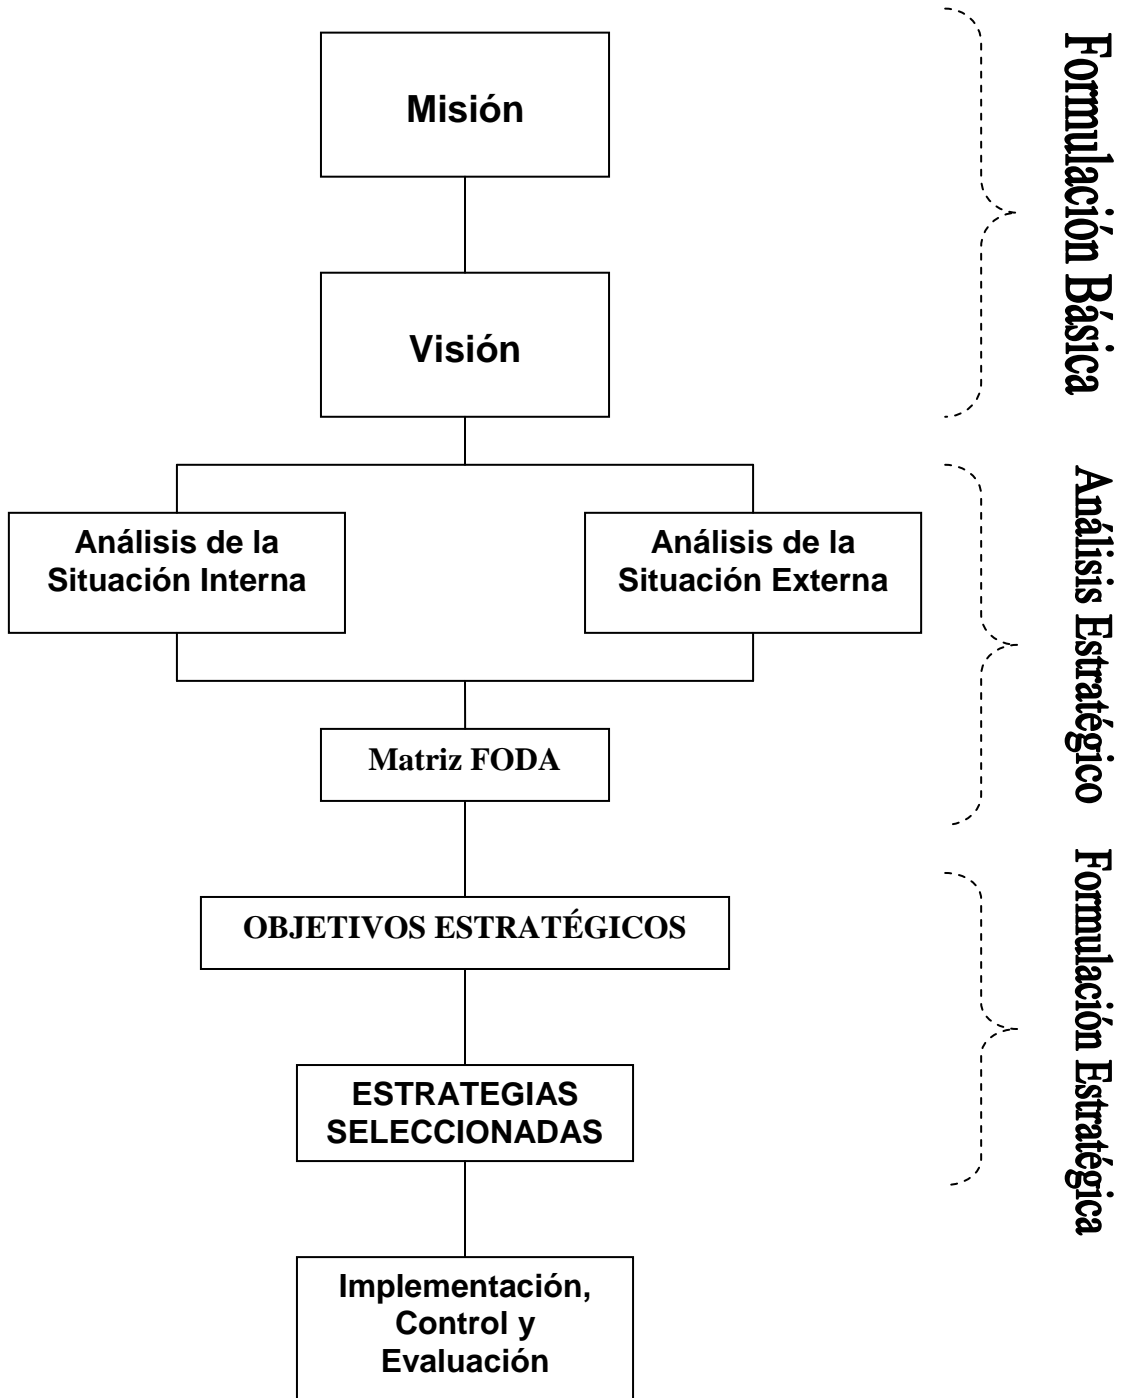 Misión
Visión
Formulación Básica
Análisis de la
Situación Interna
Análisis de la
Situación Externa
Matriz FODA
Análisis Estratégico
OBJETIVOS ESTRATÉGICOS
ESTRATEGIAS
SELECCIONADAS
Formulación Estratégica
Implementación,
Control y
Evaluación